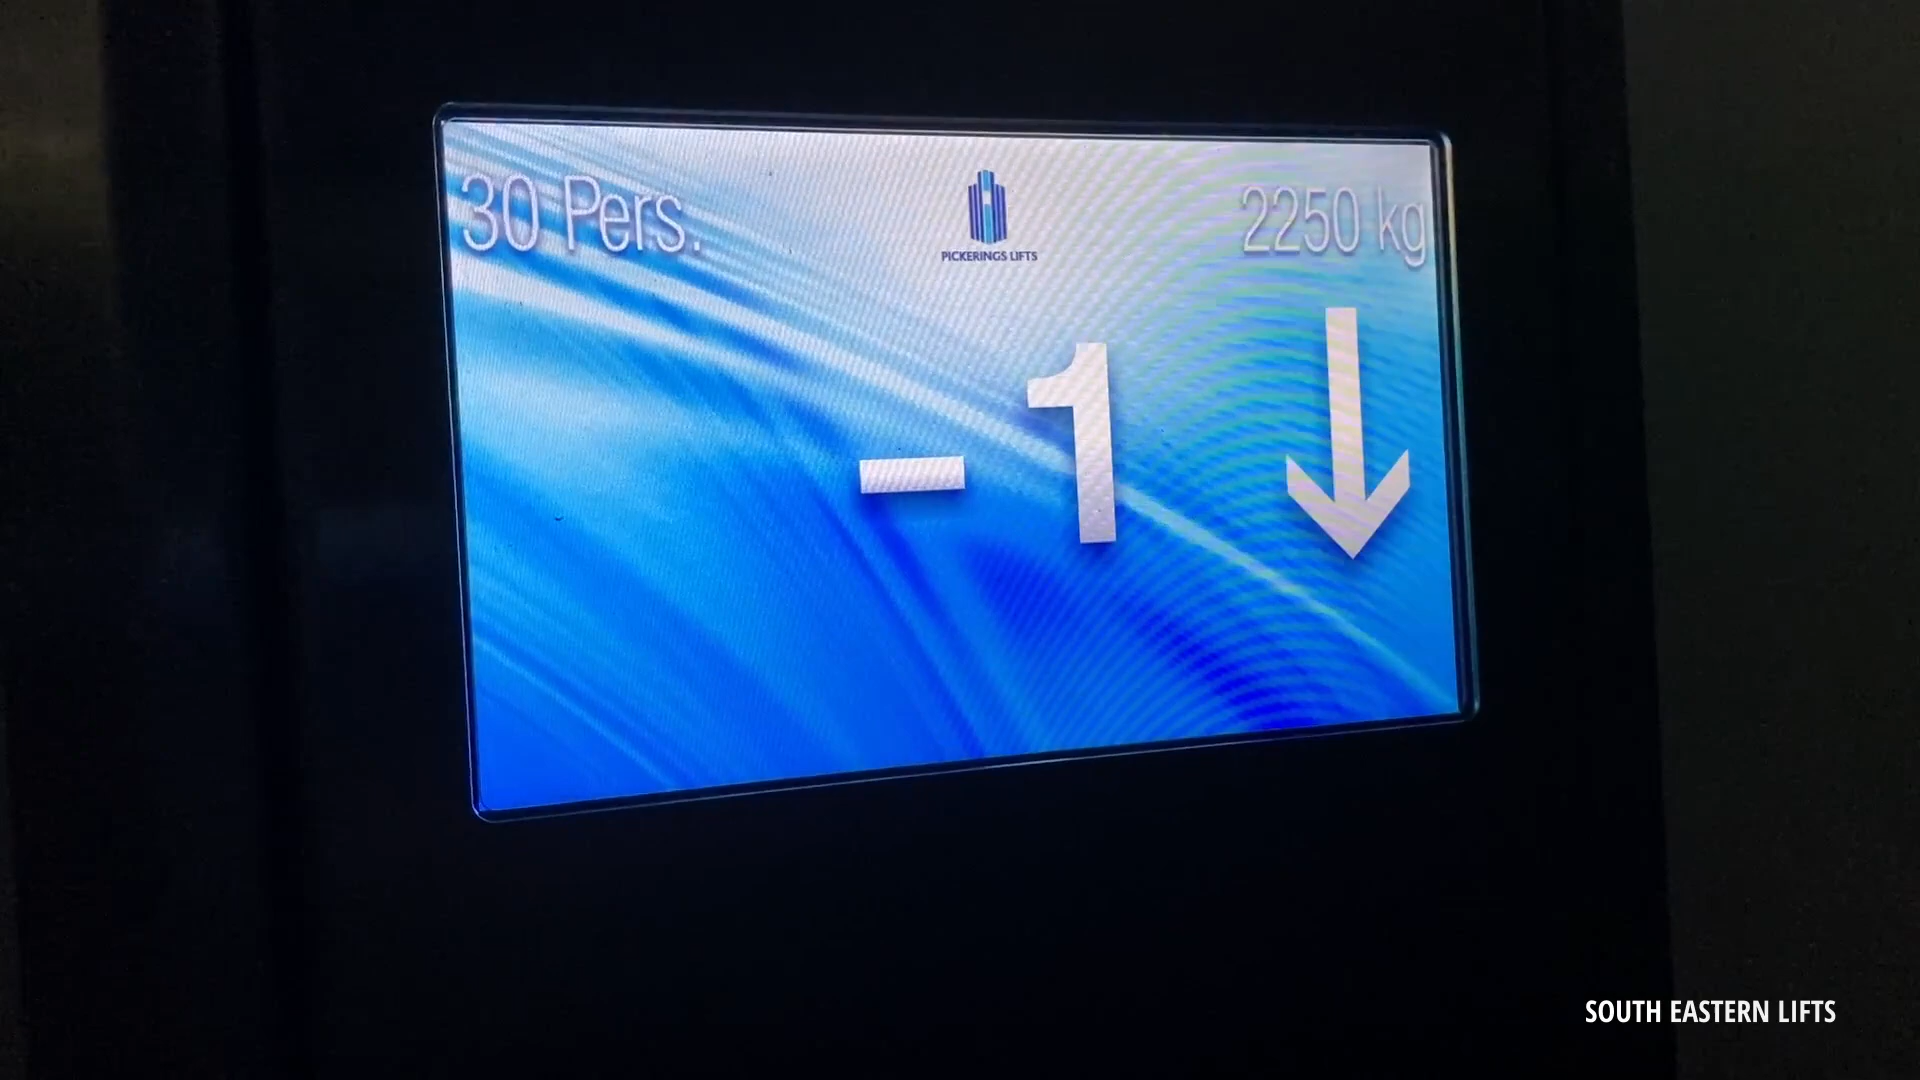 30 Pers.
PICKERINGS LIFTS
2250 kg
-1 ↓
SOUTH EASTERN LIFTS